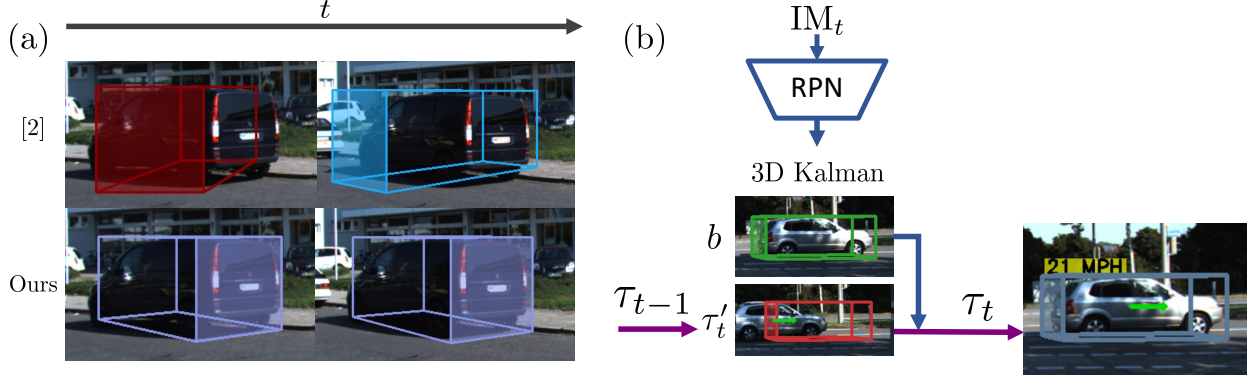 t
(a)
[2]
Ours
(b)
IM_t
RPN
3D Kalman
b
τ_{t−1}
τ′_t
τ_t
21 MPH